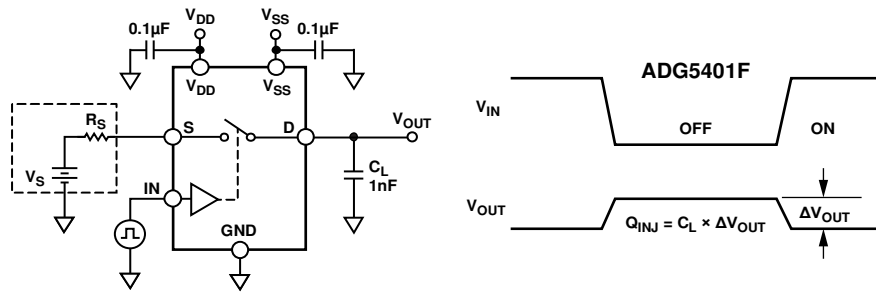 0.1µF
VDD
VSS
0.1µF
VDD
VSS
RS
VS
S
D
VOUT
CL
1nF
IN
GND
ADG5401F
VIN
OFF
ON
VOUT
QINJ = CL × ΔVOUT
ΔVOUT